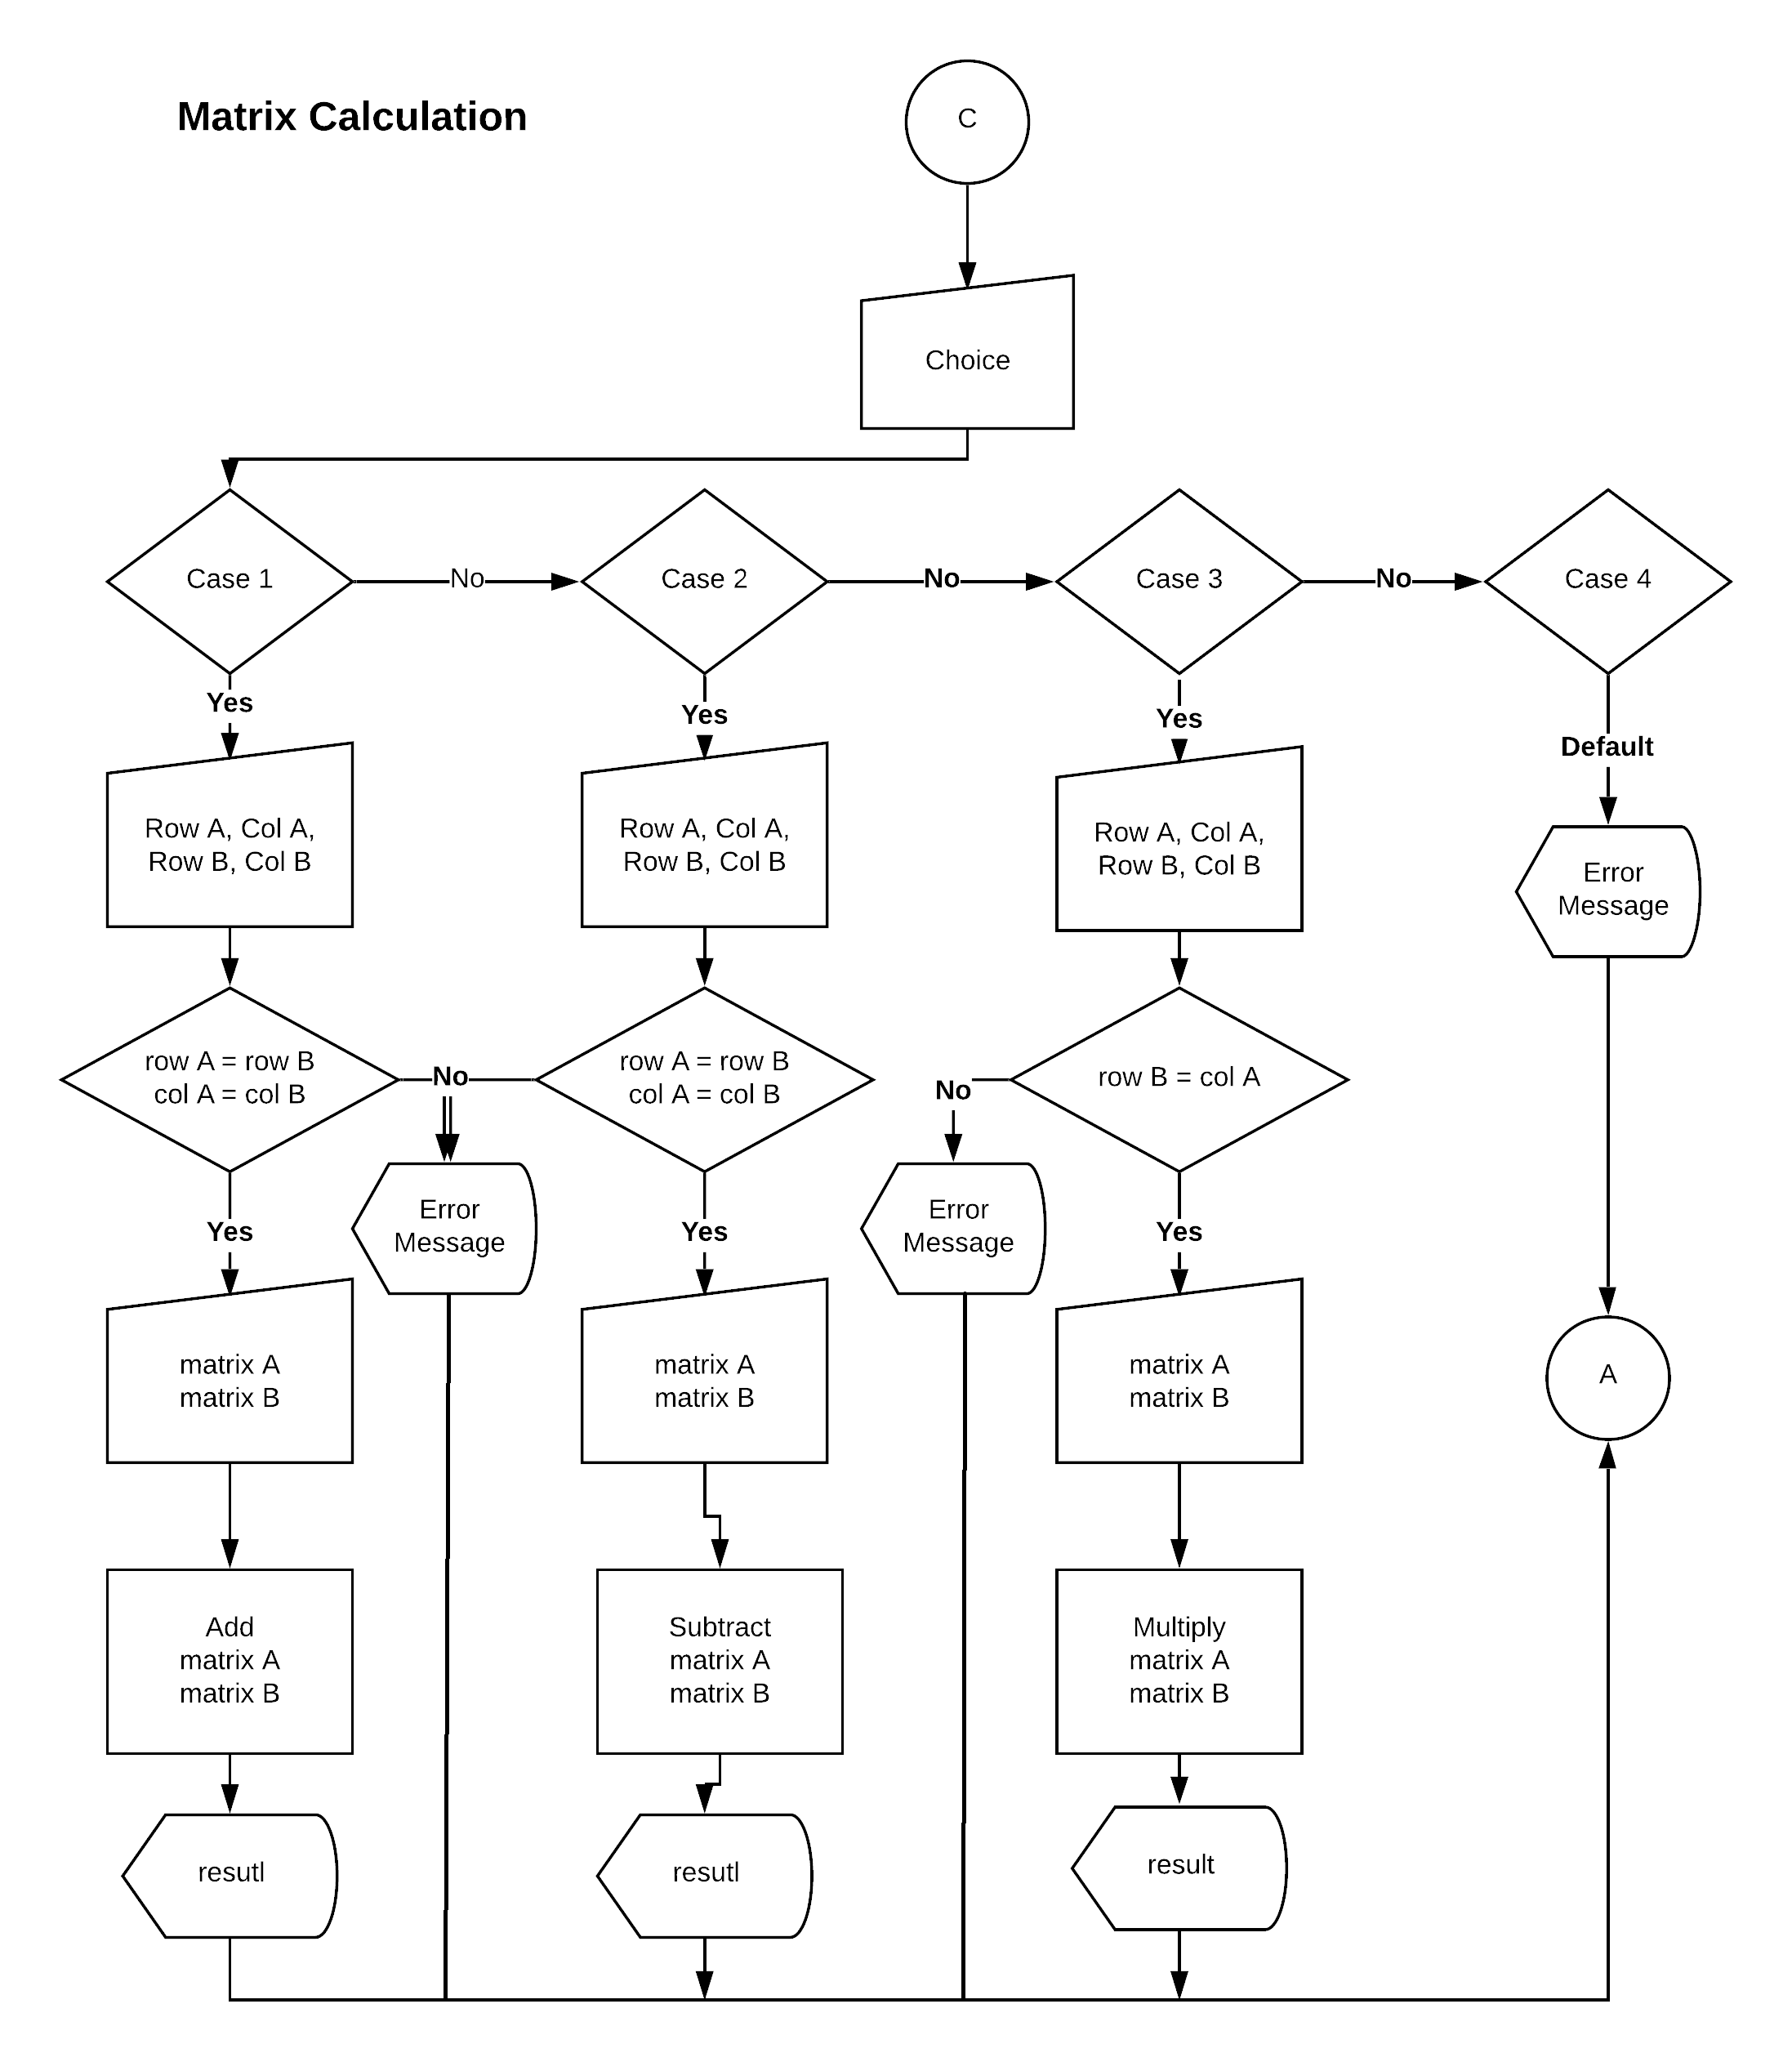 Matrix Calculation
C
Choice
Case 1
No
Case 2
No
Case 3
No
Case 4
Yes
Yes
Yes
Default
Row A, Col A,
Row B, Col B
Row A, Col A,
Row B, Col B
Row A, Col A,
Row B, Col B
Error
Message
row A = row B
col A = col B
No
row A = row B
col A = col B
No
row B = col A
Yes
Error
Message
Yes
Error
Message
Yes
matrix A
matrix B
matrix A
matrix B
matrix A
matrix B
A
Add
matrix A
matrix B
Subtract
matrix A
matrix B
Multiply
matrix A
matrix B
resutl
resutl
result